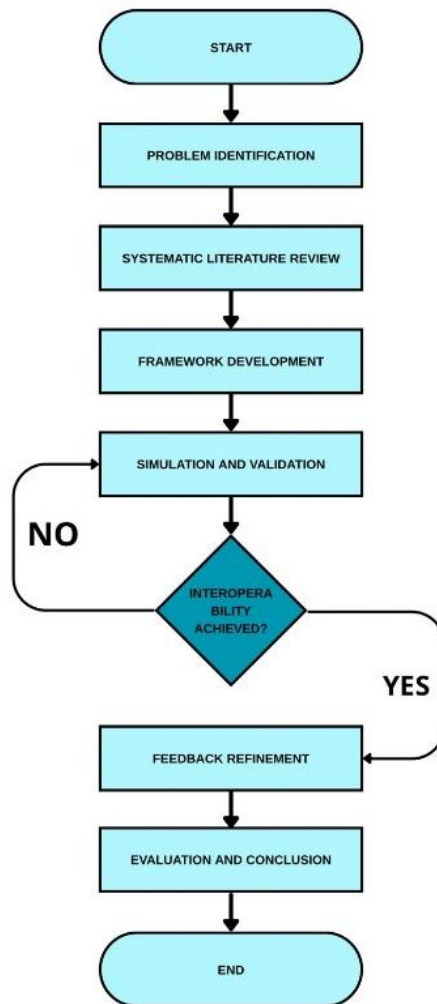 START
PROBLEM IDENTIFICATION
SYSTEMATIC LITERATURE REVIEW
FRAMEWORK DEVELOPMENT
SIMULATION AND VALIDATION
NO
INTEROPERA
BILITY
ACHIEVED?
YES
FEEDBACK REFINEMENT
EVALUATION AND CONCLUSION
END